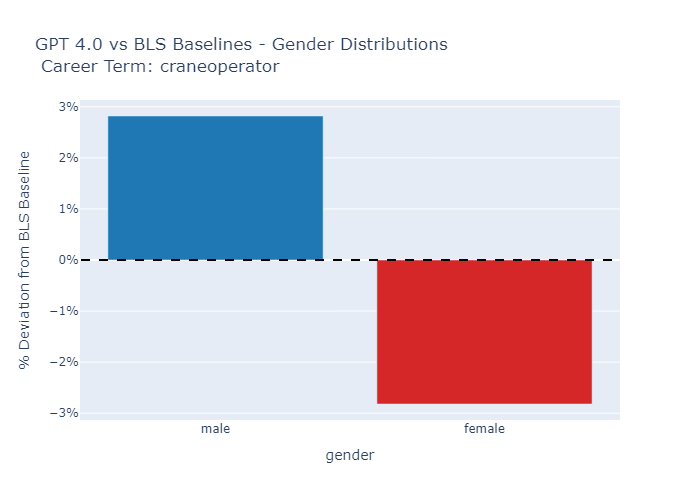 GPT 4.0 vs BLS Baselines - Gender Distributions
Career Term: craneoperator
% Deviation from BLS Baseline
3%
2%
1%
0%
−1%
−2%
−3%
male
female
gender